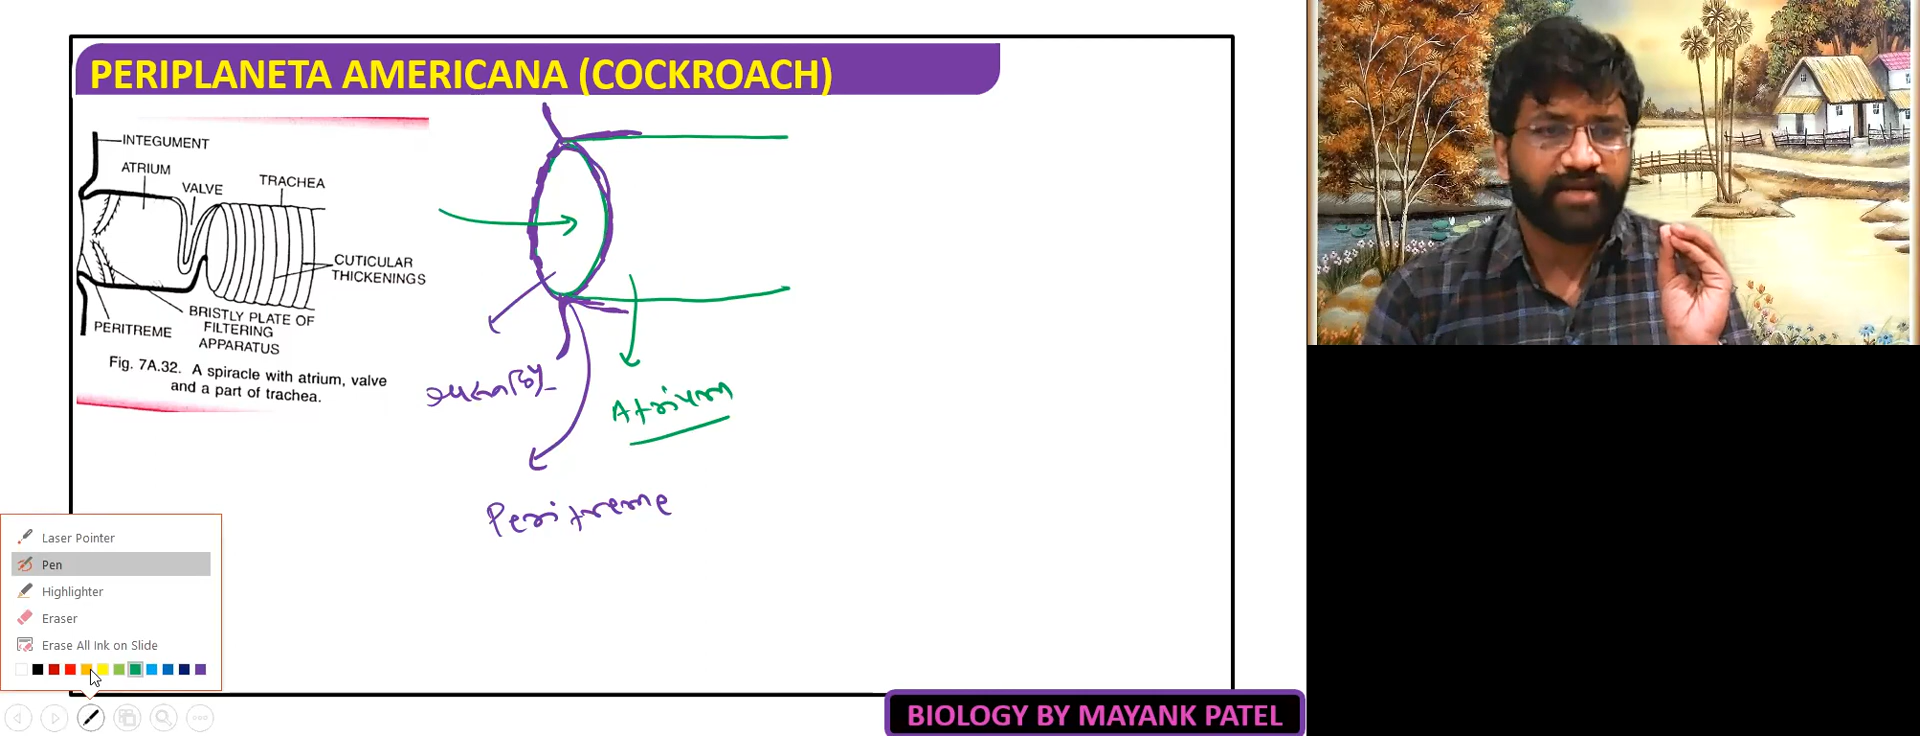 PERIPLANETA AMERICANA (COCKROACH)
INTEGUMENT
ATRIUM
VALVE
TRACHEA
CUTICULAR
THICKENINGS
BRISTLY PLATE OF
FILTERING
APPARATUS
PERITREME
Fig. 7A.32. A spiracle with atrium, valve
and a part of trachea.
Atrium
Peritreme
Laser Pointer
Pen
Highlighter
Eraser
Erase All Ink on Slide
BIOLOGY BY MAYANK PATEL